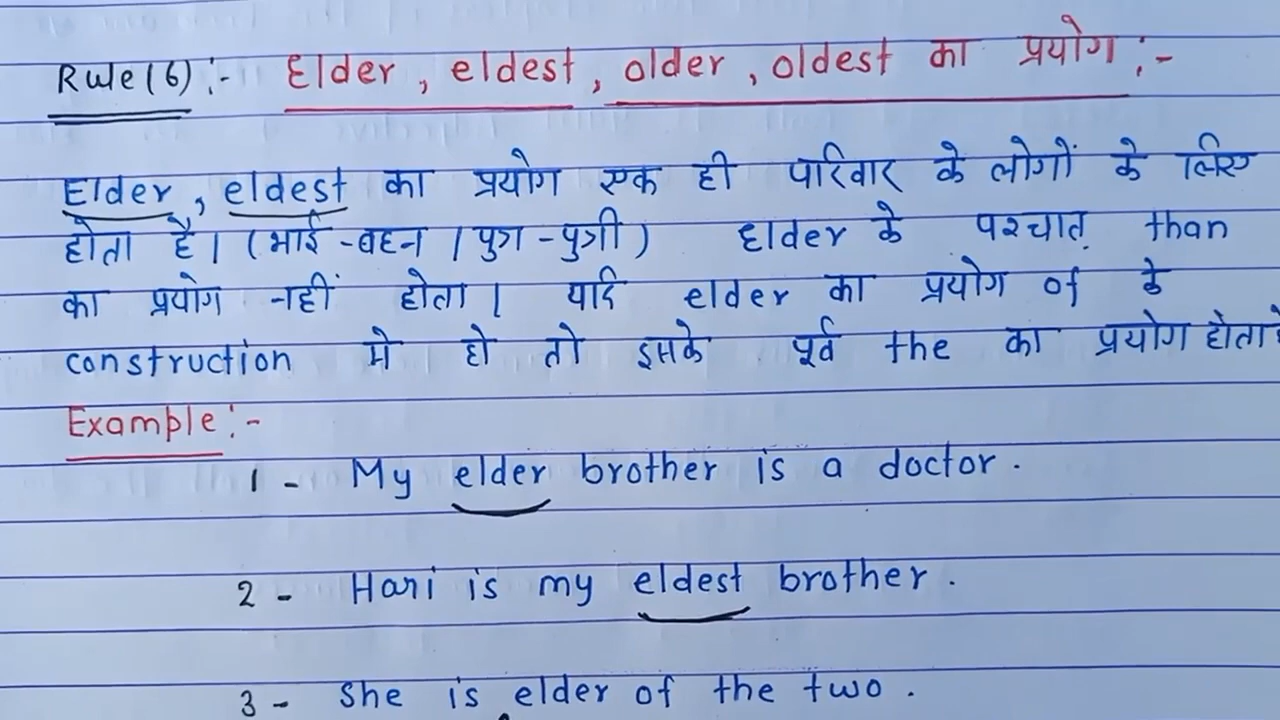 Rule(6):- Elder, eldest, older, oldest का प्रयोग:-
Elder, eldest का प्रयोग एक ही परिवार के लोगों के लिए
होता है। (भाई-बहन / पुत्र-पुत्री) Elder के पश्चात् than
का प्रयोग नहीं होता। यदि elder का प्रयोग of के
construction मे हो तो इसके पूर्व the का प्रयोग होता है
Example:-
1 - My elder brother is a doctor.
2 - Hari is my eldest brother.
3 - She is elder of the two.